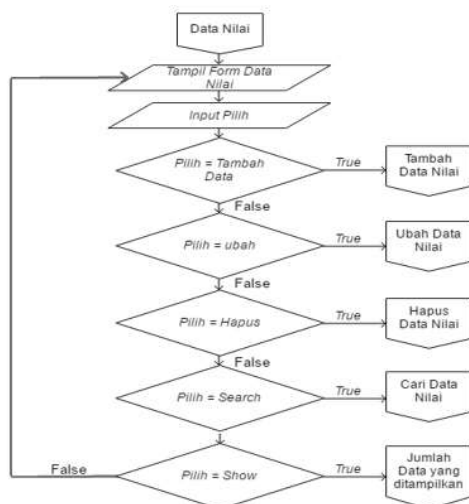 Data Nilai
Tampil Form Data
Nilai
Input Pilih
Pilih = Tambah
Data
True
Tambah
Data Nilai
False
Pilih = ubah
True
Ubah Data
Nilai
False
Pilih = Hapus
True
Hapus
Data Nilai
False
Pilih = Search
True
Cari Data
Nilai
False
Pilih = Show
True
Jumlah
Data yang
ditampilkan